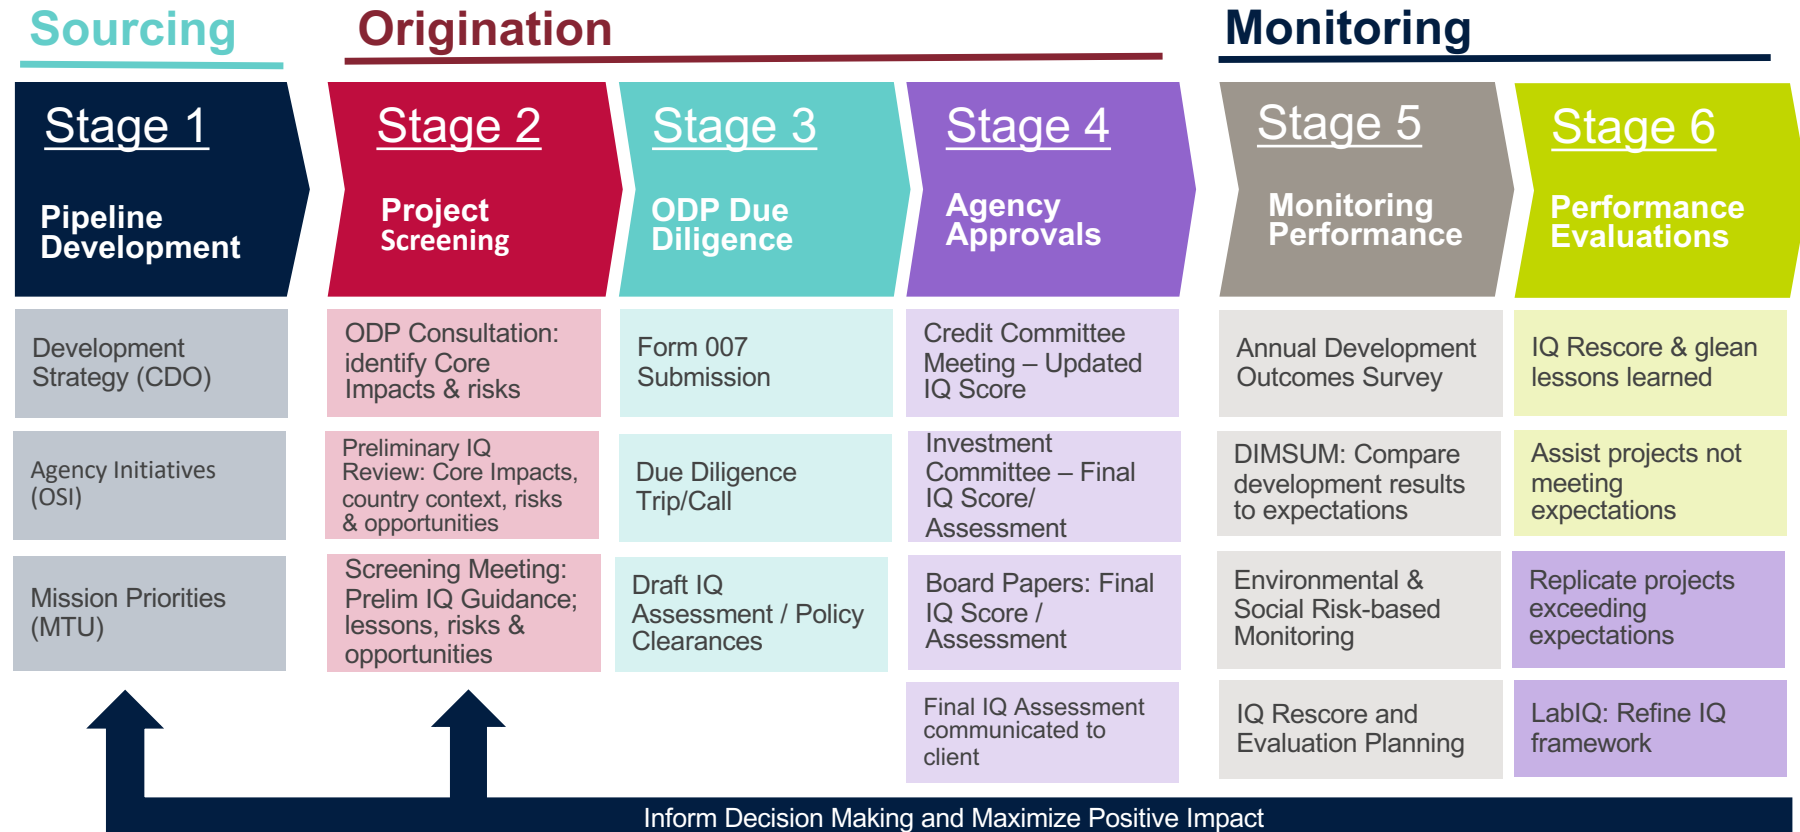 Sourcing
Origination
Monitoring
Stage 1
Pipeline
Development
Development
Strategy (CDO)
Agency Initiatives
(OSI)
Mission Priorities
(MTU)
Stage 2
Project
Screening
ODP Consultation:
identify Core
Impacts & risks
Preliminary IQ
Review: Core Impacts,
country context, risks
& opportunities
Screening Meeting:
Prelim IQ Guidance;
lessons, risks &
opportunities
Stage 3
ODP Due
Diligence
Form 007
Submission
Due Diligence
Trip/Call
Draft IQ
Assessment / Policy
Clearances
Stage 4
Agency
Approvals
Credit Committee
Meeting – Updated
IQ Score
Investment
Committee – Final
IQ Score/
Assessment
Board Papers: Final
IQ Score /
Assessment
Final IQ Assessment
communicated to
client
Stage 5
Monitoring
Performance
Annual Development
Outcomes Survey
DIMSUM: Compare
development results
to expectations
Environmental &
Social Risk-based
Monitoring
IQ Rescore and
Evaluation Planning
Stage 6
Performance
Evaluations
IQ Rescore & glean
lessons learned
Assist projects not
meeting
expectations
Replicate projects
exceeding
expectations
LabIQ: Refine IQ
framework
Inform Decision Making and Maximize Positive Impact